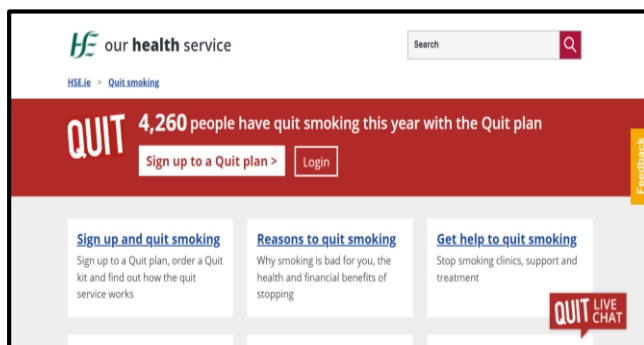 HSE our health service
Search
HSE.ie > Quit smoking
QUIT
4,260 people have quit smoking this year with the Quit plan
Sign up to a Quit plan >
Login
Feedback
Sign up and quit smoking
Sign up to a Quit plan, order a Quit
kit and find out how the quit
service works
Reasons to quit smoking
Why smoking is bad for you, the
health and financial benefits of
stopping
Get help to quit smoking
Stop smoking clinics, support and
treatment
QUIT LIVE
CHAT